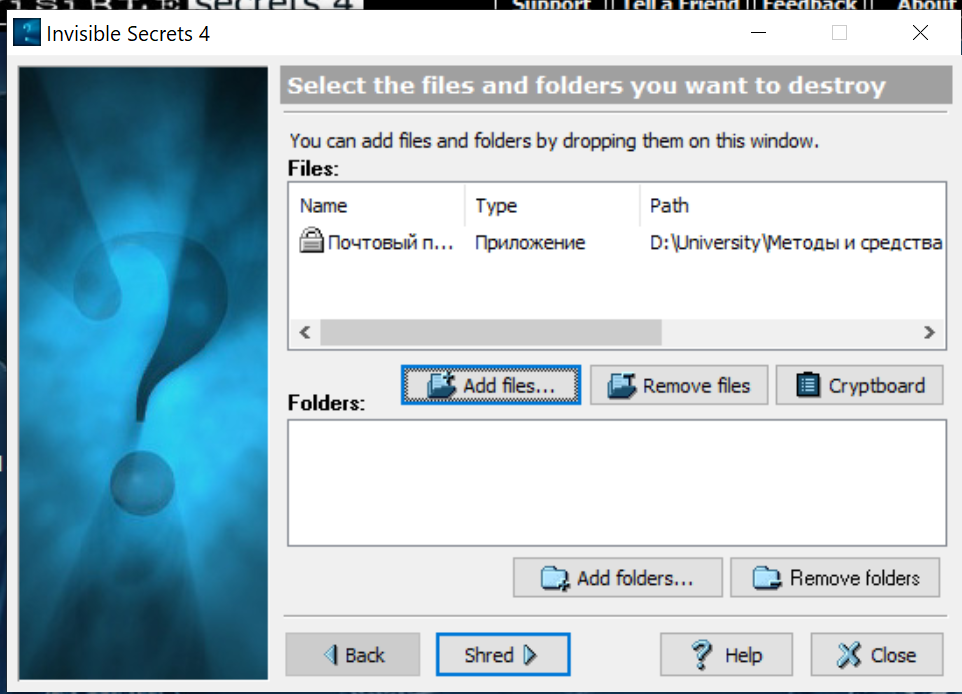 Secrets 4
Support || Tell a Friend || Feedback || About
Invisible Secrets 4
Select the files and folders you want to destroy
You can add files and folders by dropping them on this window.
Files:
Name Type Path
Почтовый п... Приложение D:\University\Методы и средства
Add files... Remove files Cryptboard
Folders:
Add folders... Remove folders
Back Shred Help Close